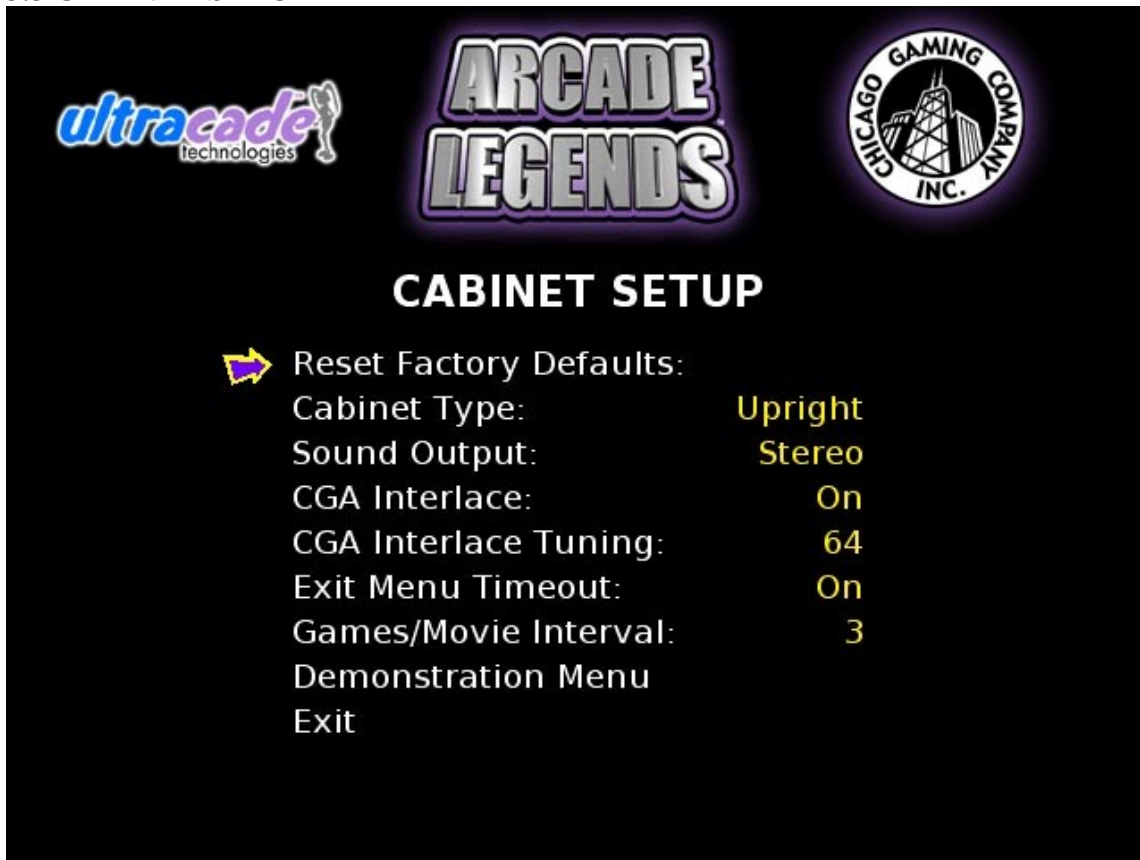 ultracade
technologies
ARCADE
LEGENDS
CHICAGO GAMING COMPANY
INC.
CABINET SETUP
Reset Factory Defaults:
Cabinet Type: Upright
Sound Output: Stereo
CGA Interlace: On
CGA Interlace Tuning: 64
Exit Menu Timeout: On
Games/Movie Interval: 3
Demonstration Menu
Exit